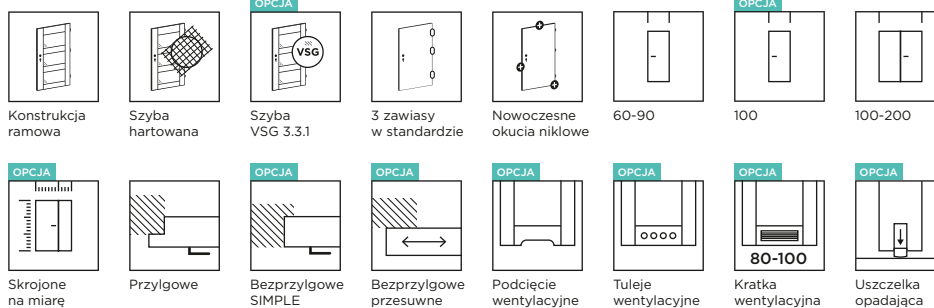 OPCJA OPCJA
VSG
Konstrukcja
ramowa
Szyba
hartowana
Szyba
VSG 3.3.1
3 zawiasy
w standardzie
Nowoczesne
okucia niklowe
60-90
100
100-200
OPCJA OPCJA OPCJA OPCJA OPCJA OPCJA OPCJA
80-100
Skrojone
na miarę
Przylgowe
Bezprzylgowe
SIMPLE
Bezprzylgowe
przesuwne
Podcięcie
wentylacyjne
Tuleje
wentylacyjne
Kratka
wentylacyjna
Uszczelka
opadająca